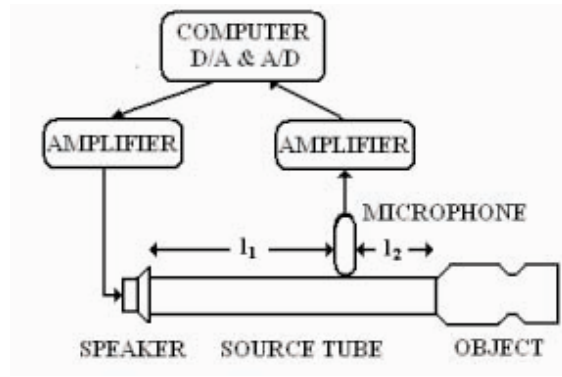 COMPUTER
D/A & A/D
AMPLIFIER
AMPLIFIER
MICROPHONE
l₁
l₂
SPEAKER
SOURCE TUBE
OBJECT